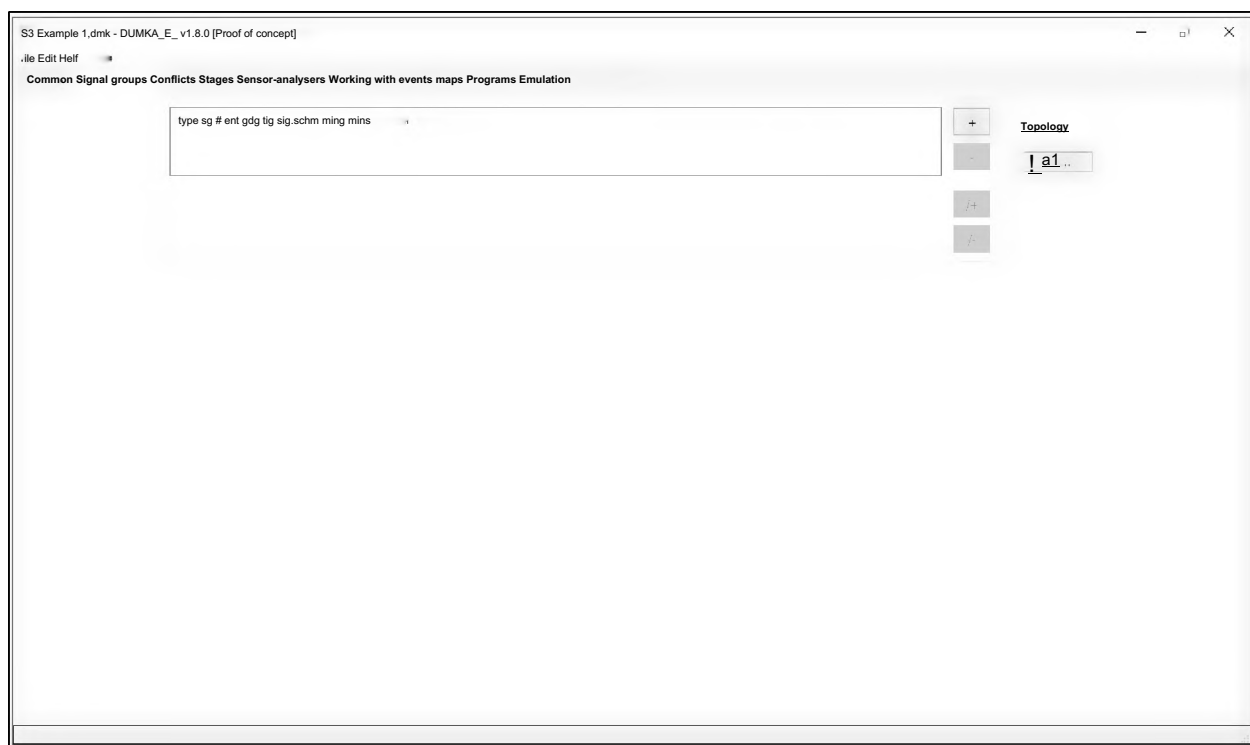 S3 Example 1,dmk - DUMKA_E_ v1.8.0 [Proof of concept]
.ile Edit Helf
Common Signal groups Conflicts Stages Sensor-analysers Working with events maps Programs Emulation
type sg # ent gdg tig sig.schm ming mins
+
Topology
-
! a1 ..
/+
/-